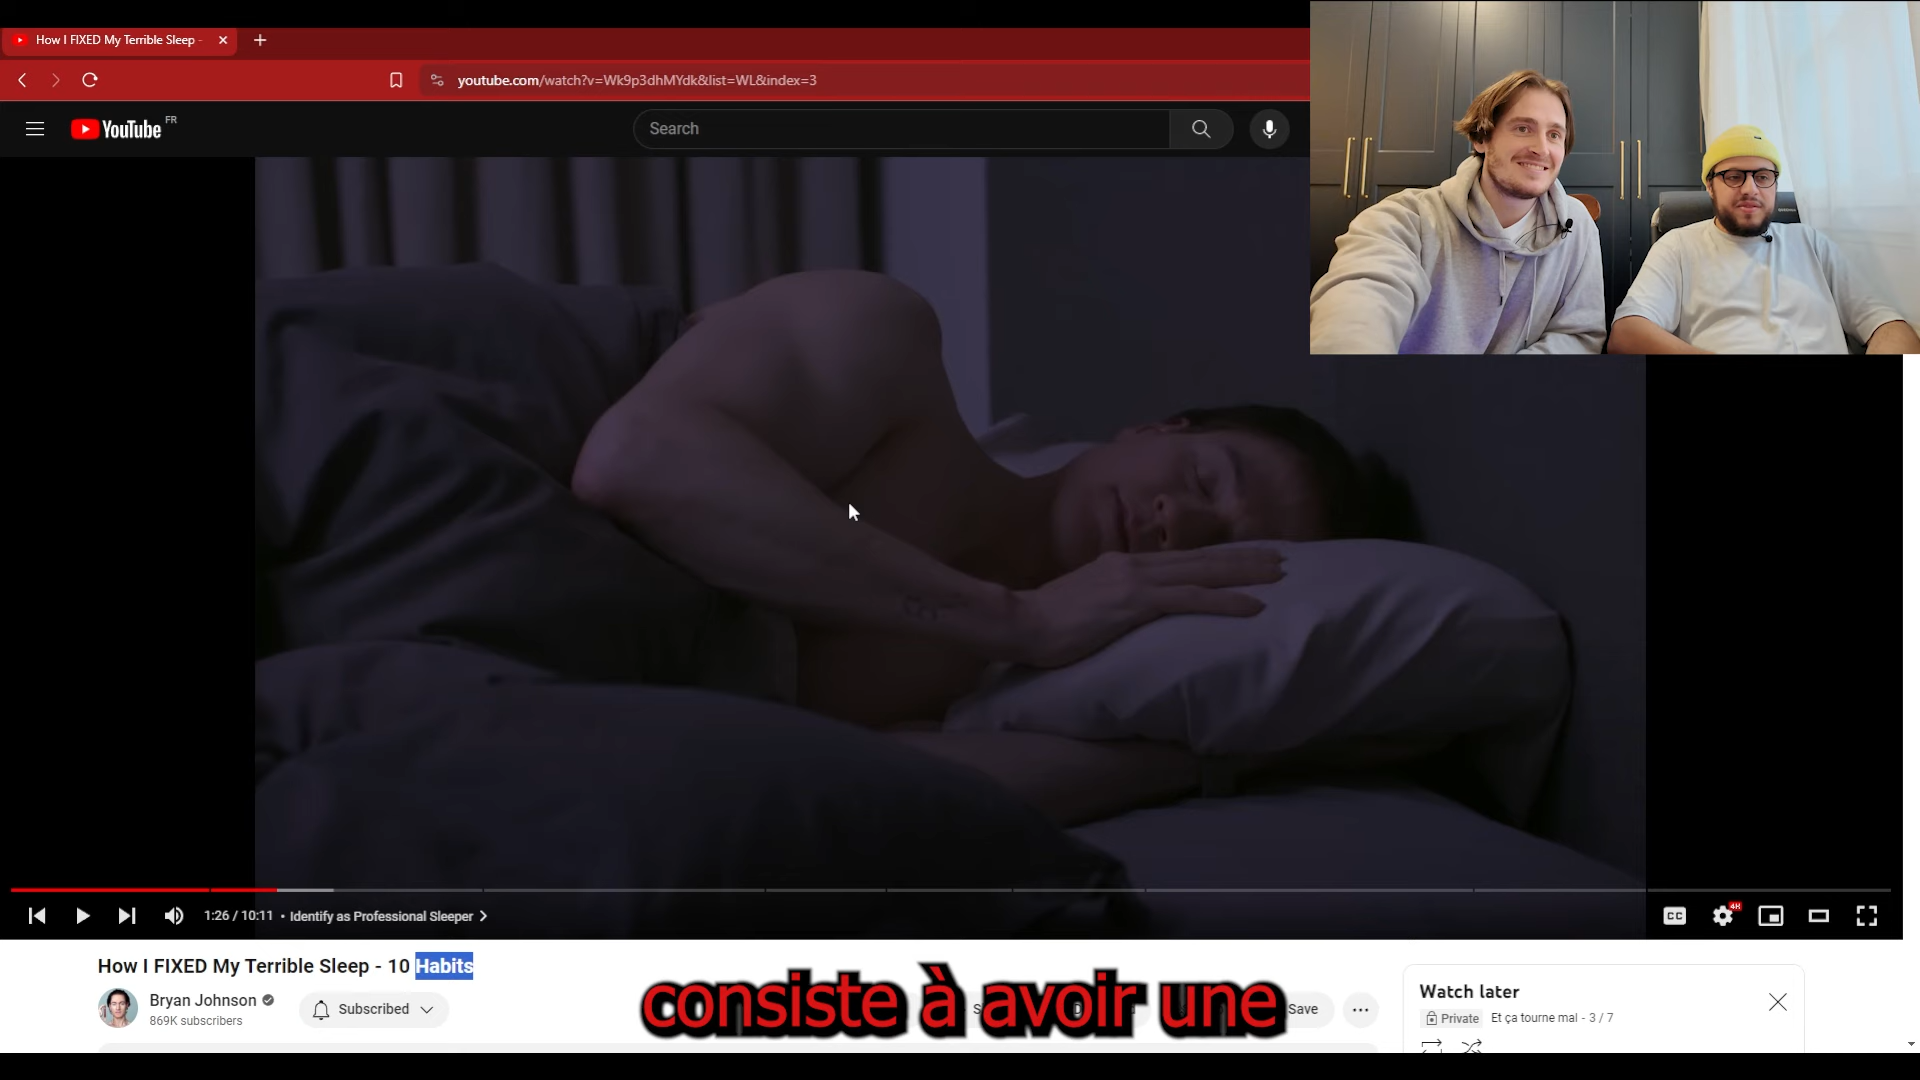 How I FIXED My Terrible Sleep -
youtube.com/watch?v=Wk9p3dhMYdk&list=WL&index=3
YouTube FR
Search
1:26 / 10:11 • Identify as Professional Sleeper
CC
4K
How I FIXED My Terrible Sleep - 10 Habits
Bryan Johnson
869K subscribers
Subscribed
consiste à avoir une
Save
Watch later
Private Et ça tourne mal - 3 / 7